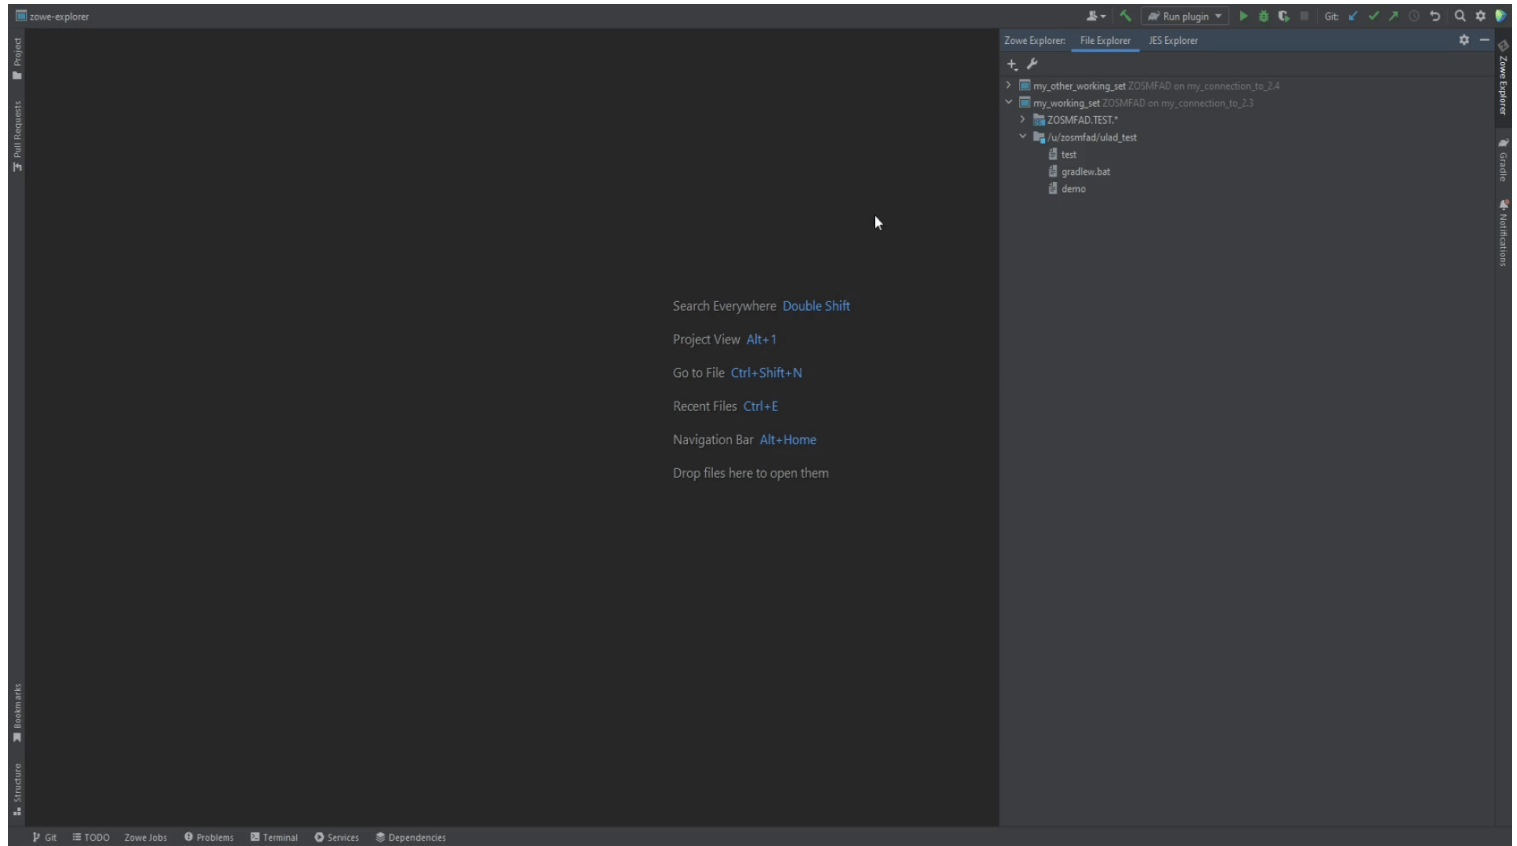 zowe-explorer
Run plugin
Git:
Project
Pull Requests
Bookmarks
Structure
Search Everywhere Double Shift
Project View Alt+1
Go to File Ctrl+Shift+N
Recent Files Ctrl+E
Navigation Bar Alt+Home
Drop files here to open them
Zowe Explorer: File Explorer JES Explorer
my_other_working_set ZOSMFAD on my_connection_to_2.4
my_working_set ZOSMFAD on my_connection_to_2.3
ZOSMFAD.TEST.*
/u/zosmfad/ulad_test
test
gradlew.bat
demo
Zowe Explorer
Gradle
Notifications
Git TODO Zowe Jobs Problems Terminal Services Dependencies